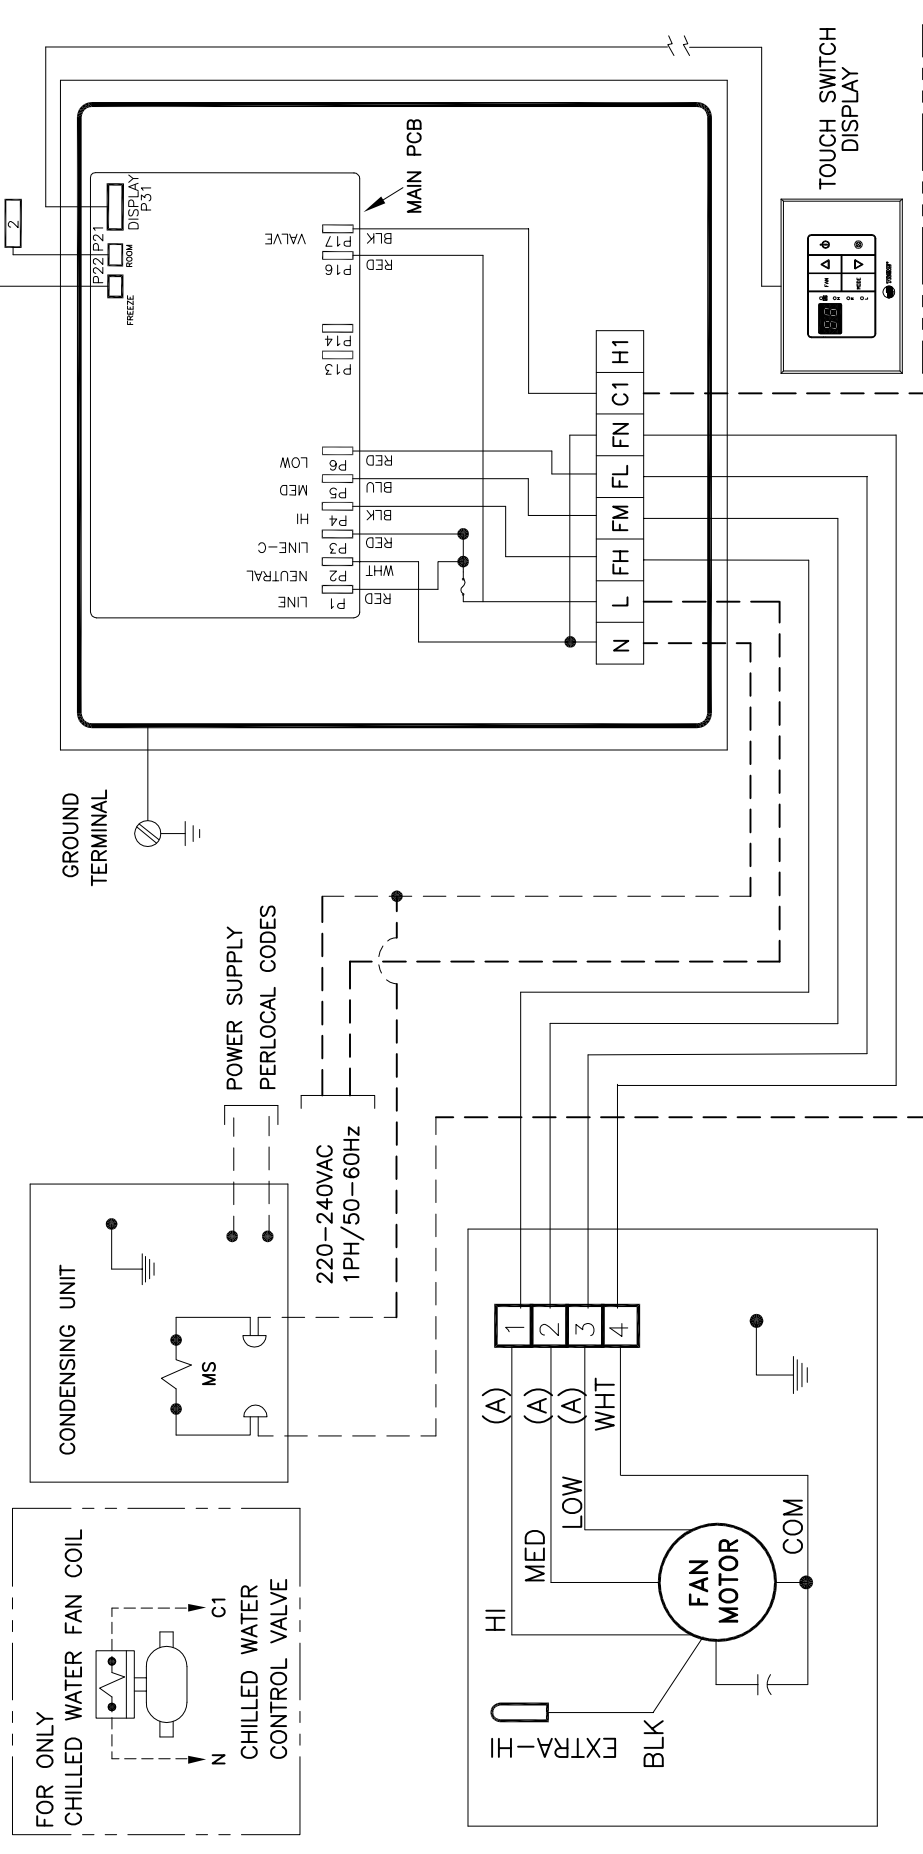 2
P22
P21
FREEZE
ROOM
DISPLAY
P31
MAIN PCB
VALVE
P17
BLK
P16
RED
P14
P13
LOW
P6
RED
MED
P5
BLU
HI
P4
BLK
LINE-C
P3
RED
NEUTRAL
P2
WHT
LINE
P1
RED
N
L
FH
FM
FL
FN
C1
H1
TOUCH SWITCH
DISPLAY
FAN
MODE
88
GROUND
TERMINAL
POWER SUPPLY
PERLOCAL CODES
220-240VAC
1PH/50-60Hz
CONDENSING UNIT
MS
FOR ONLY
CHILLED WATER FAN COIL
N
C1
CHILLED WATER
CONTROL VALVE
1
2
3
4
(A)
(A)
(A)
WHT
HI
MED
LOW
COM
FAN
MOTOR
EXTRA-HI
BLK